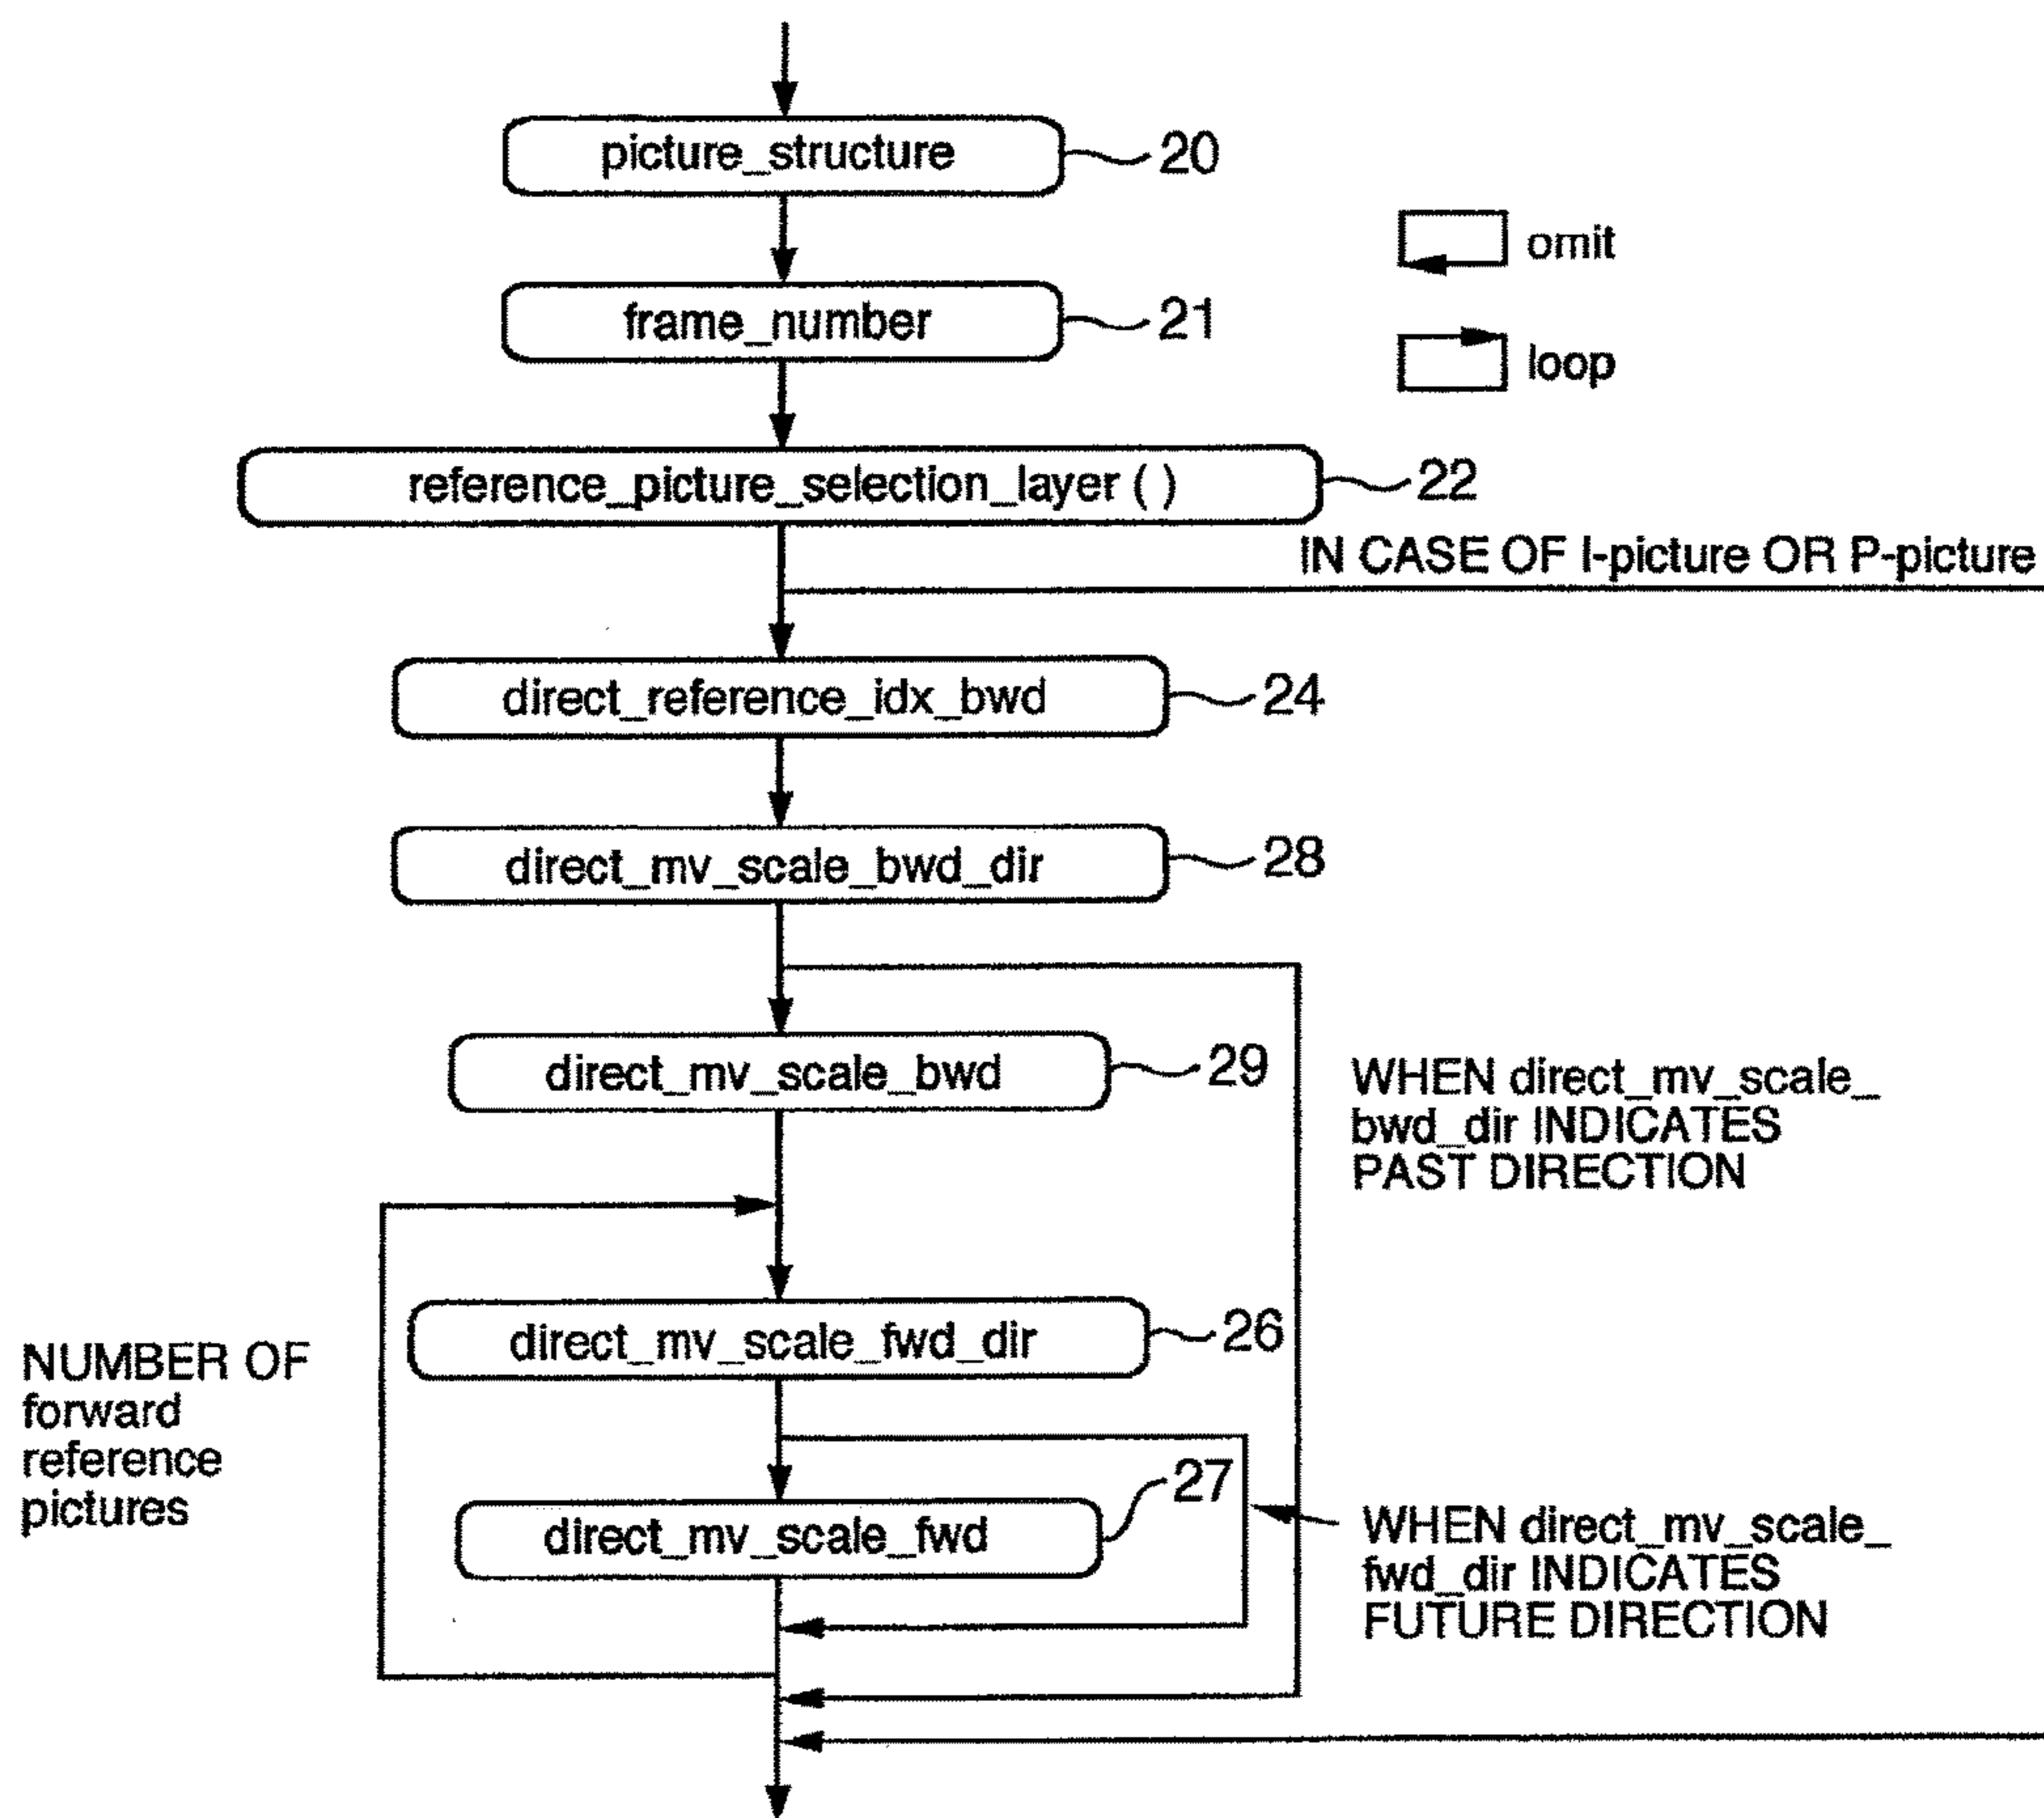 picture_structure 20
omit
frame_number 21
loop
reference_picture_selection_layer ( ) 22
IN CASE OF I-picture OR P-picture
direct_reference_idx_bwd 24
direct_mv_scale_bwd_dir 28
direct_mv_scale_bwd 29
WHEN direct_mv_scale_
bwd_dir INDICATES
PAST DIRECTION
direct_mv_scale_fwd_dir 26
NUMBER OF
forward
reference
pictures
direct_mv_scale_fwd 27
WHEN direct_mv_scale_
fwd_dir INDICATES
FUTURE DIRECTION